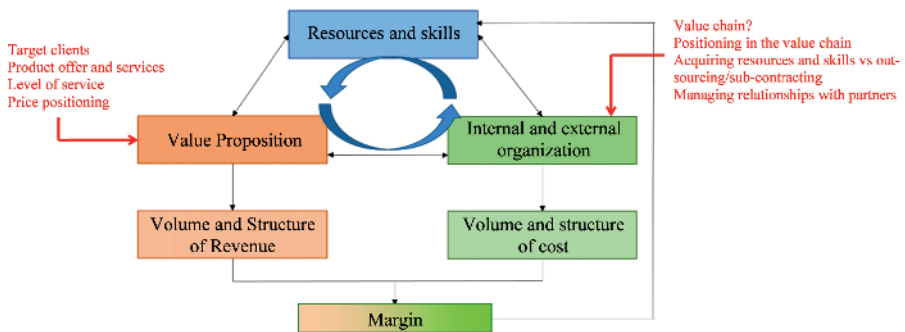 Resources and skills
Target clients
Product offer and services
Level of service
Price positioning
Value chain?
Positioning in the value chain
Acquiring resources and skills vs out-
sourcing/sub-contracting
Managing relationships with partners
Value Proposition
Internal and external
organization
Volume and Structure
of Revenue
Volume and structure
of cost
Margin